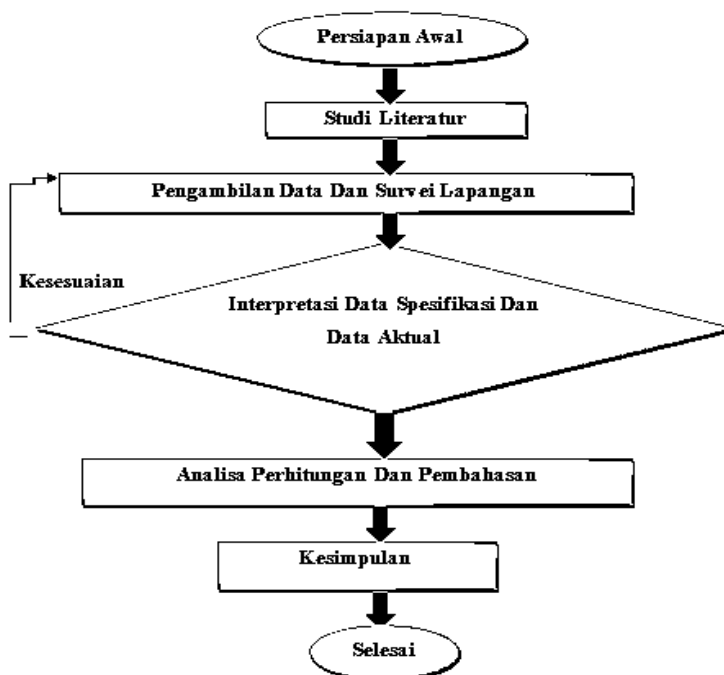 Persiapan Awal
Studi Literatur
Pengambilan Data Dan Survei Lapangan
Kesesuaian
Interpretasi Data Spesifikasi Dan
Data Aktual
Analisa Perhitungan Dan Pembahasan
Kesimpulan
Selesai